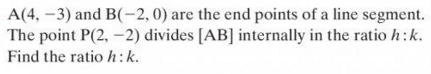 A(4, −3) and B(−2, 0) are the end points of a line segment.
The point P(2, −2) divides [AB] internally in the ratio h : k.
Find the ratio h : k.